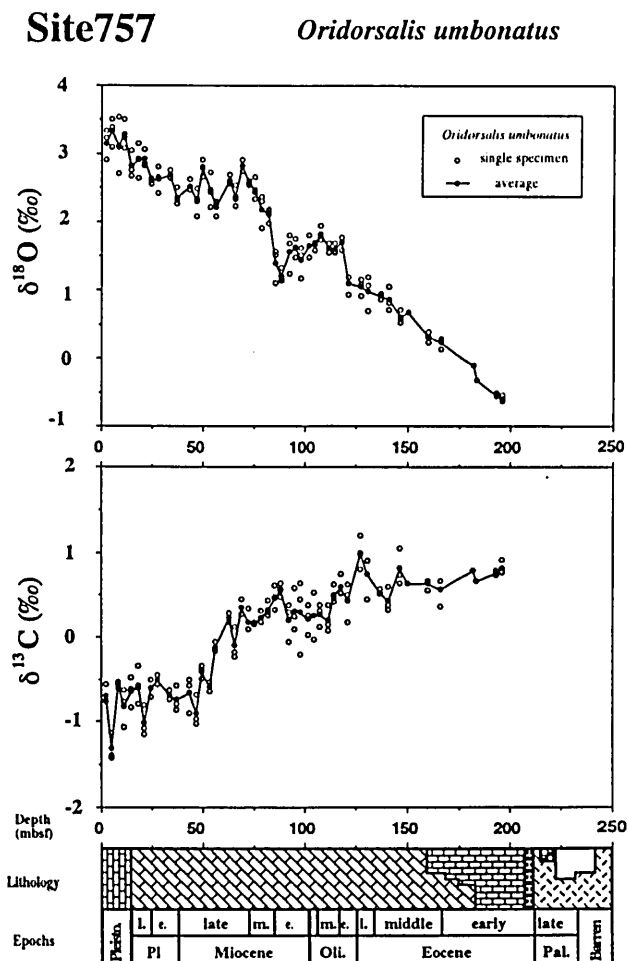 Site757 Oridorsalis umbonatus
4
3
2
1
0
-1
δ18O (‰)
Oridorsalis umbonatus
single specimen
average
0 50 100 150 200 250
2
1
0
-1
-2
δ13C (‰)
Depth
(mbsf)
0 50 100 150 200 250
Lithology
Epochs
Pleistn.
l. e. late m. e. m. e. l. middle early late
Pl Miocene Oli. Eocene Pal.
Barren